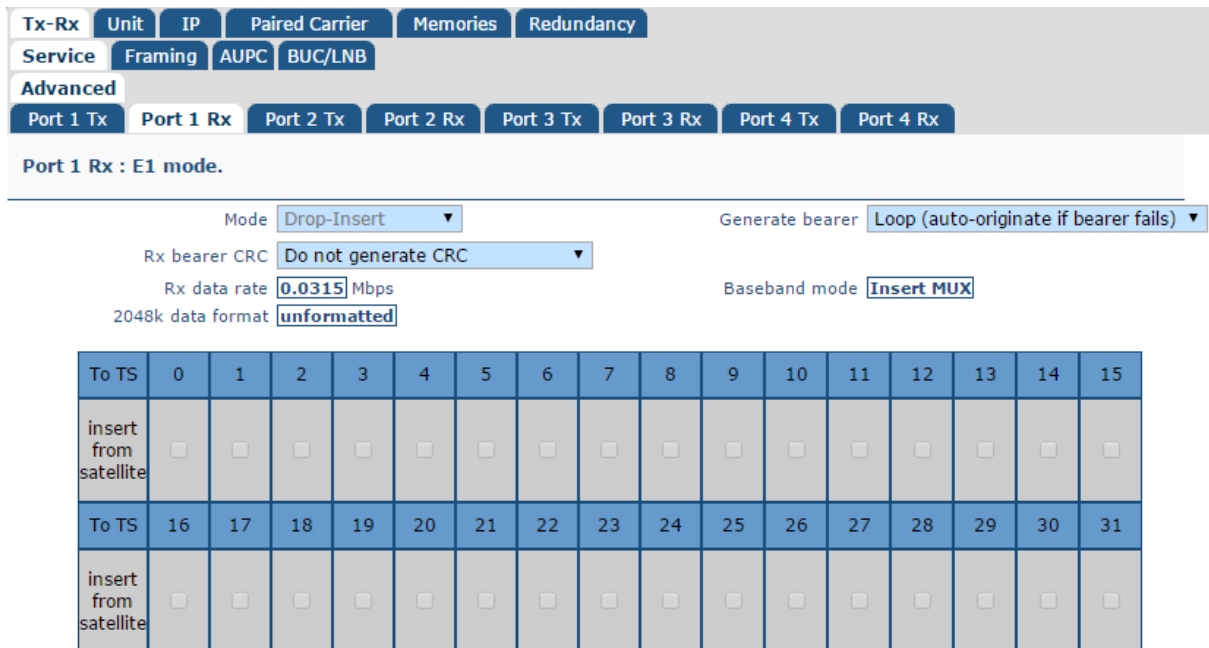 Tx-Rx Unit IP Paired Carrier Memories Redundancy
Service Framing AUPC BUC/LNB
Advanced
Port 1 Tx Port 1 Rx Port 2 Tx Port 2 Rx Port 3 Tx Port 3 Rx Port 4 Tx Port 4 Rx
Port 1 Rx : E1 mode.
Mode Drop-Insert Generate bearer Loop (auto-originate if bearer fails)
Rx bearer CRC Do not generate CRC
Rx data rate 0.0315 Mbps Baseband mode Insert MUX
2048k data format unformatted
To TS 0 1 2 3 4 5 6 7 8 9 10 11 12 13 14 15
insert
from
satellite
To TS 16 17 18 19 20 21 22 23 24 25 26 27 28 29 30 31
insert
from
satellite